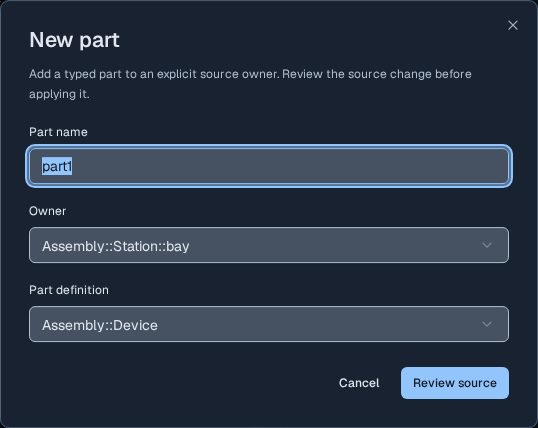 New part
Add a typed part to an explicit source owner. Review the source change before
applying it.
Part name
part1
Owner
Assembly::Station::bay
Part definition
Assembly::Device
Cancel
Review source